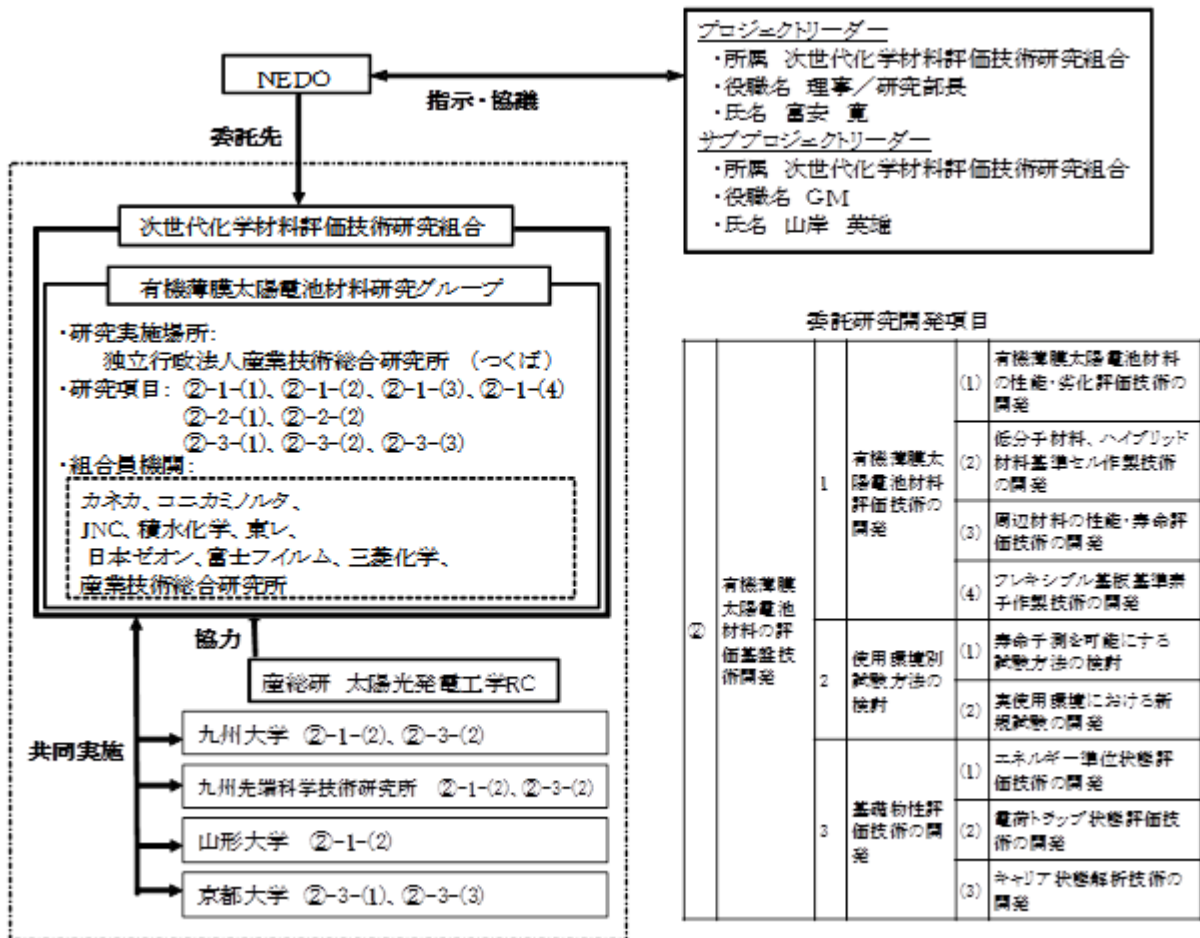 NEDO
指示・協議
委託先
プロジェクトリーダー
・所属 次世代化学材料評価技術研究組合
・役職名 理事／研究部長
・氏名 富安 寛
サブプロジェクトリーダー
・所属 次世代化学材料評価技術研究組合
・役職名 GM
・氏名 山岸 英雄
次世代化学材料評価技術研究組合
有機薄膜太陽電池材料研究グループ
・研究実施場所：
独立行政法人産業技術総合研究所 （つくば）
・研究項目： ②-1-(1)、②-1-(2)、②-1-(3)、②-1-(4)
②-2-(1)、②-2-(2)
②-3-(1)、②-3-(2)、②-3-(3)
・組合員機関：
カネカ、コニカミノルタ、
JNC、積水化学、東レ、
日本ゼオン、富士フイルム、三菱化学、
産業技術総合研究所
協力
産総研 太陽光発電工学RC
共同実施
九州大学 ②-1-(2)、②-3-(2)
九州先端科学技術研究所 ②-1-(2)、②-3-(2)
山形大学 ②-1-(2)
京都大学 ②-3-(1)、②-3-(3)
委託研究開発項目
②
有機薄膜
太陽電池
材料の評
価基盤技
術開発
1
有機薄膜太
陽電池材料
評価技術の
開発
(1)
有機薄膜太陽電池材料
の性能・劣化評価技術の
開発
(2)
低分子材料、ハイブリッド
材料基準セル作製技術
の開発
(3)
周辺材料の性能・寿命評
価技術の開発
(4)
フレキシブル基板基準素
子作製技術の開発
2
使用環境別
試験方法の
検討
(1)
寿命予測を可能にする
試験方法の検討
(2)
実使用環境における新
規試験の開発
3
基礎物性評
価技術の開
発
(1)
エネルギー準位状態評
価技術の開発
(2)
電荷トラップ状態評価技
術の開発
(3)
キャリア状態解析技術の
開発